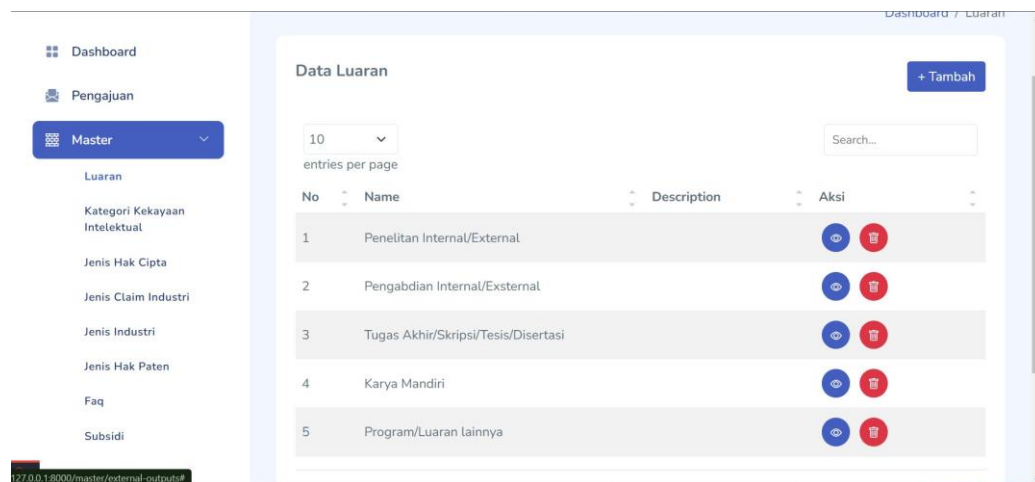 Dashboard / Luaran
Dashboard
Pengajuan
Master
Luaran
Kategori Kekayaan
Intelektual
Jenis Hak Cipta
Jenis Claim Industri
Jenis Industri
Jenis Hak Paten
Faq
Subsidi
127.0.0.1:8000/master/external-outputs#
Data Luaran
+ Tambah
10
entries per page
Search...
No Name Description Aksi
1 Penelitan Internal/External
2 Pengabdian Internal/Exsternal
3 Tugas Akhir/Skripsi/Tesis/Disertasi
4 Karya Mandiri
5 Program/Luaran lainnya